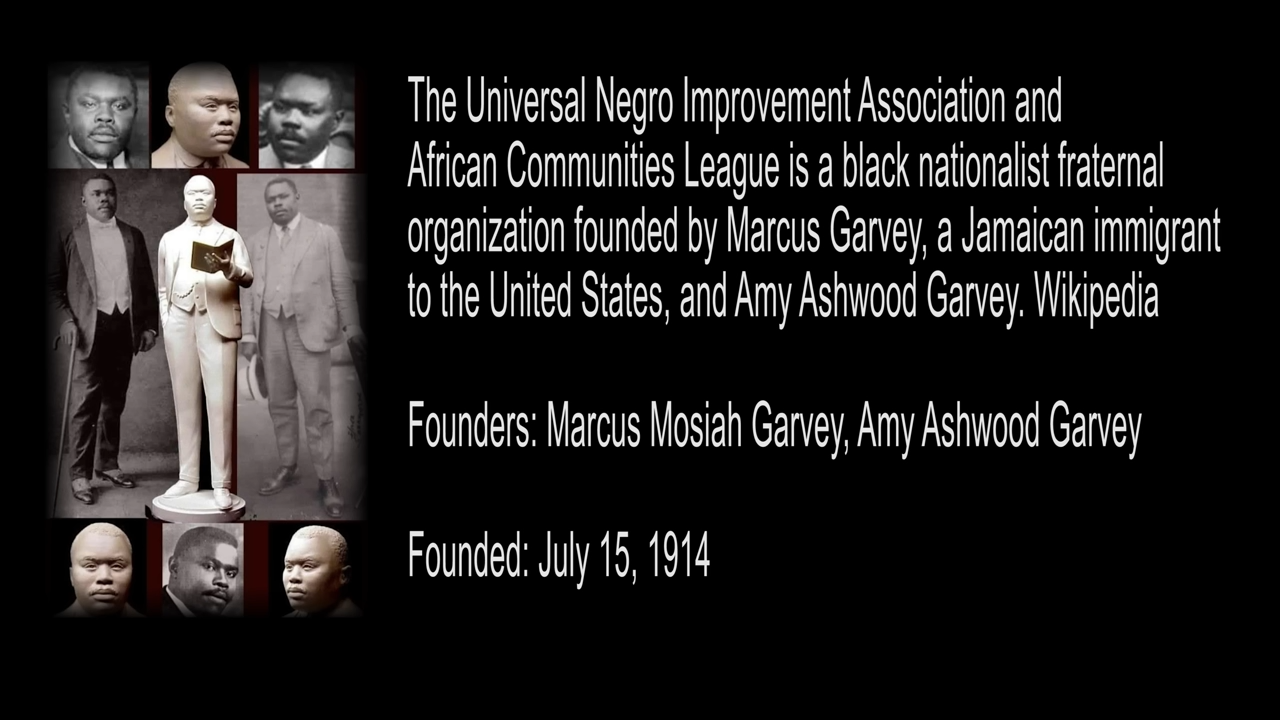 The Universal Negro Improvement Association and
African Communities League is a black nationalist fraternal
organization founded by Marcus Garvey, a Jamaican immigrant
to the United States, and Amy Ashwood Garvey. Wikipedia
Founders: Marcus Mosiah Garvey, Amy Ashwood Garvey
Founded: July 15, 1914